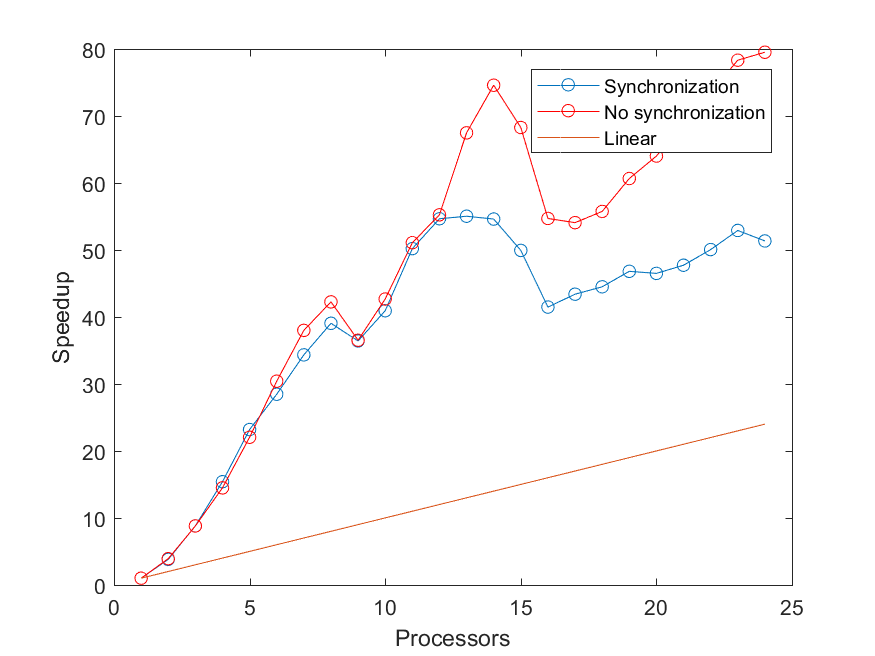 80
70
60
50
40
30
20
10
0
Speedup
Synchronization
No synchronization
Linear
0 5 10 15 20 25
Processors